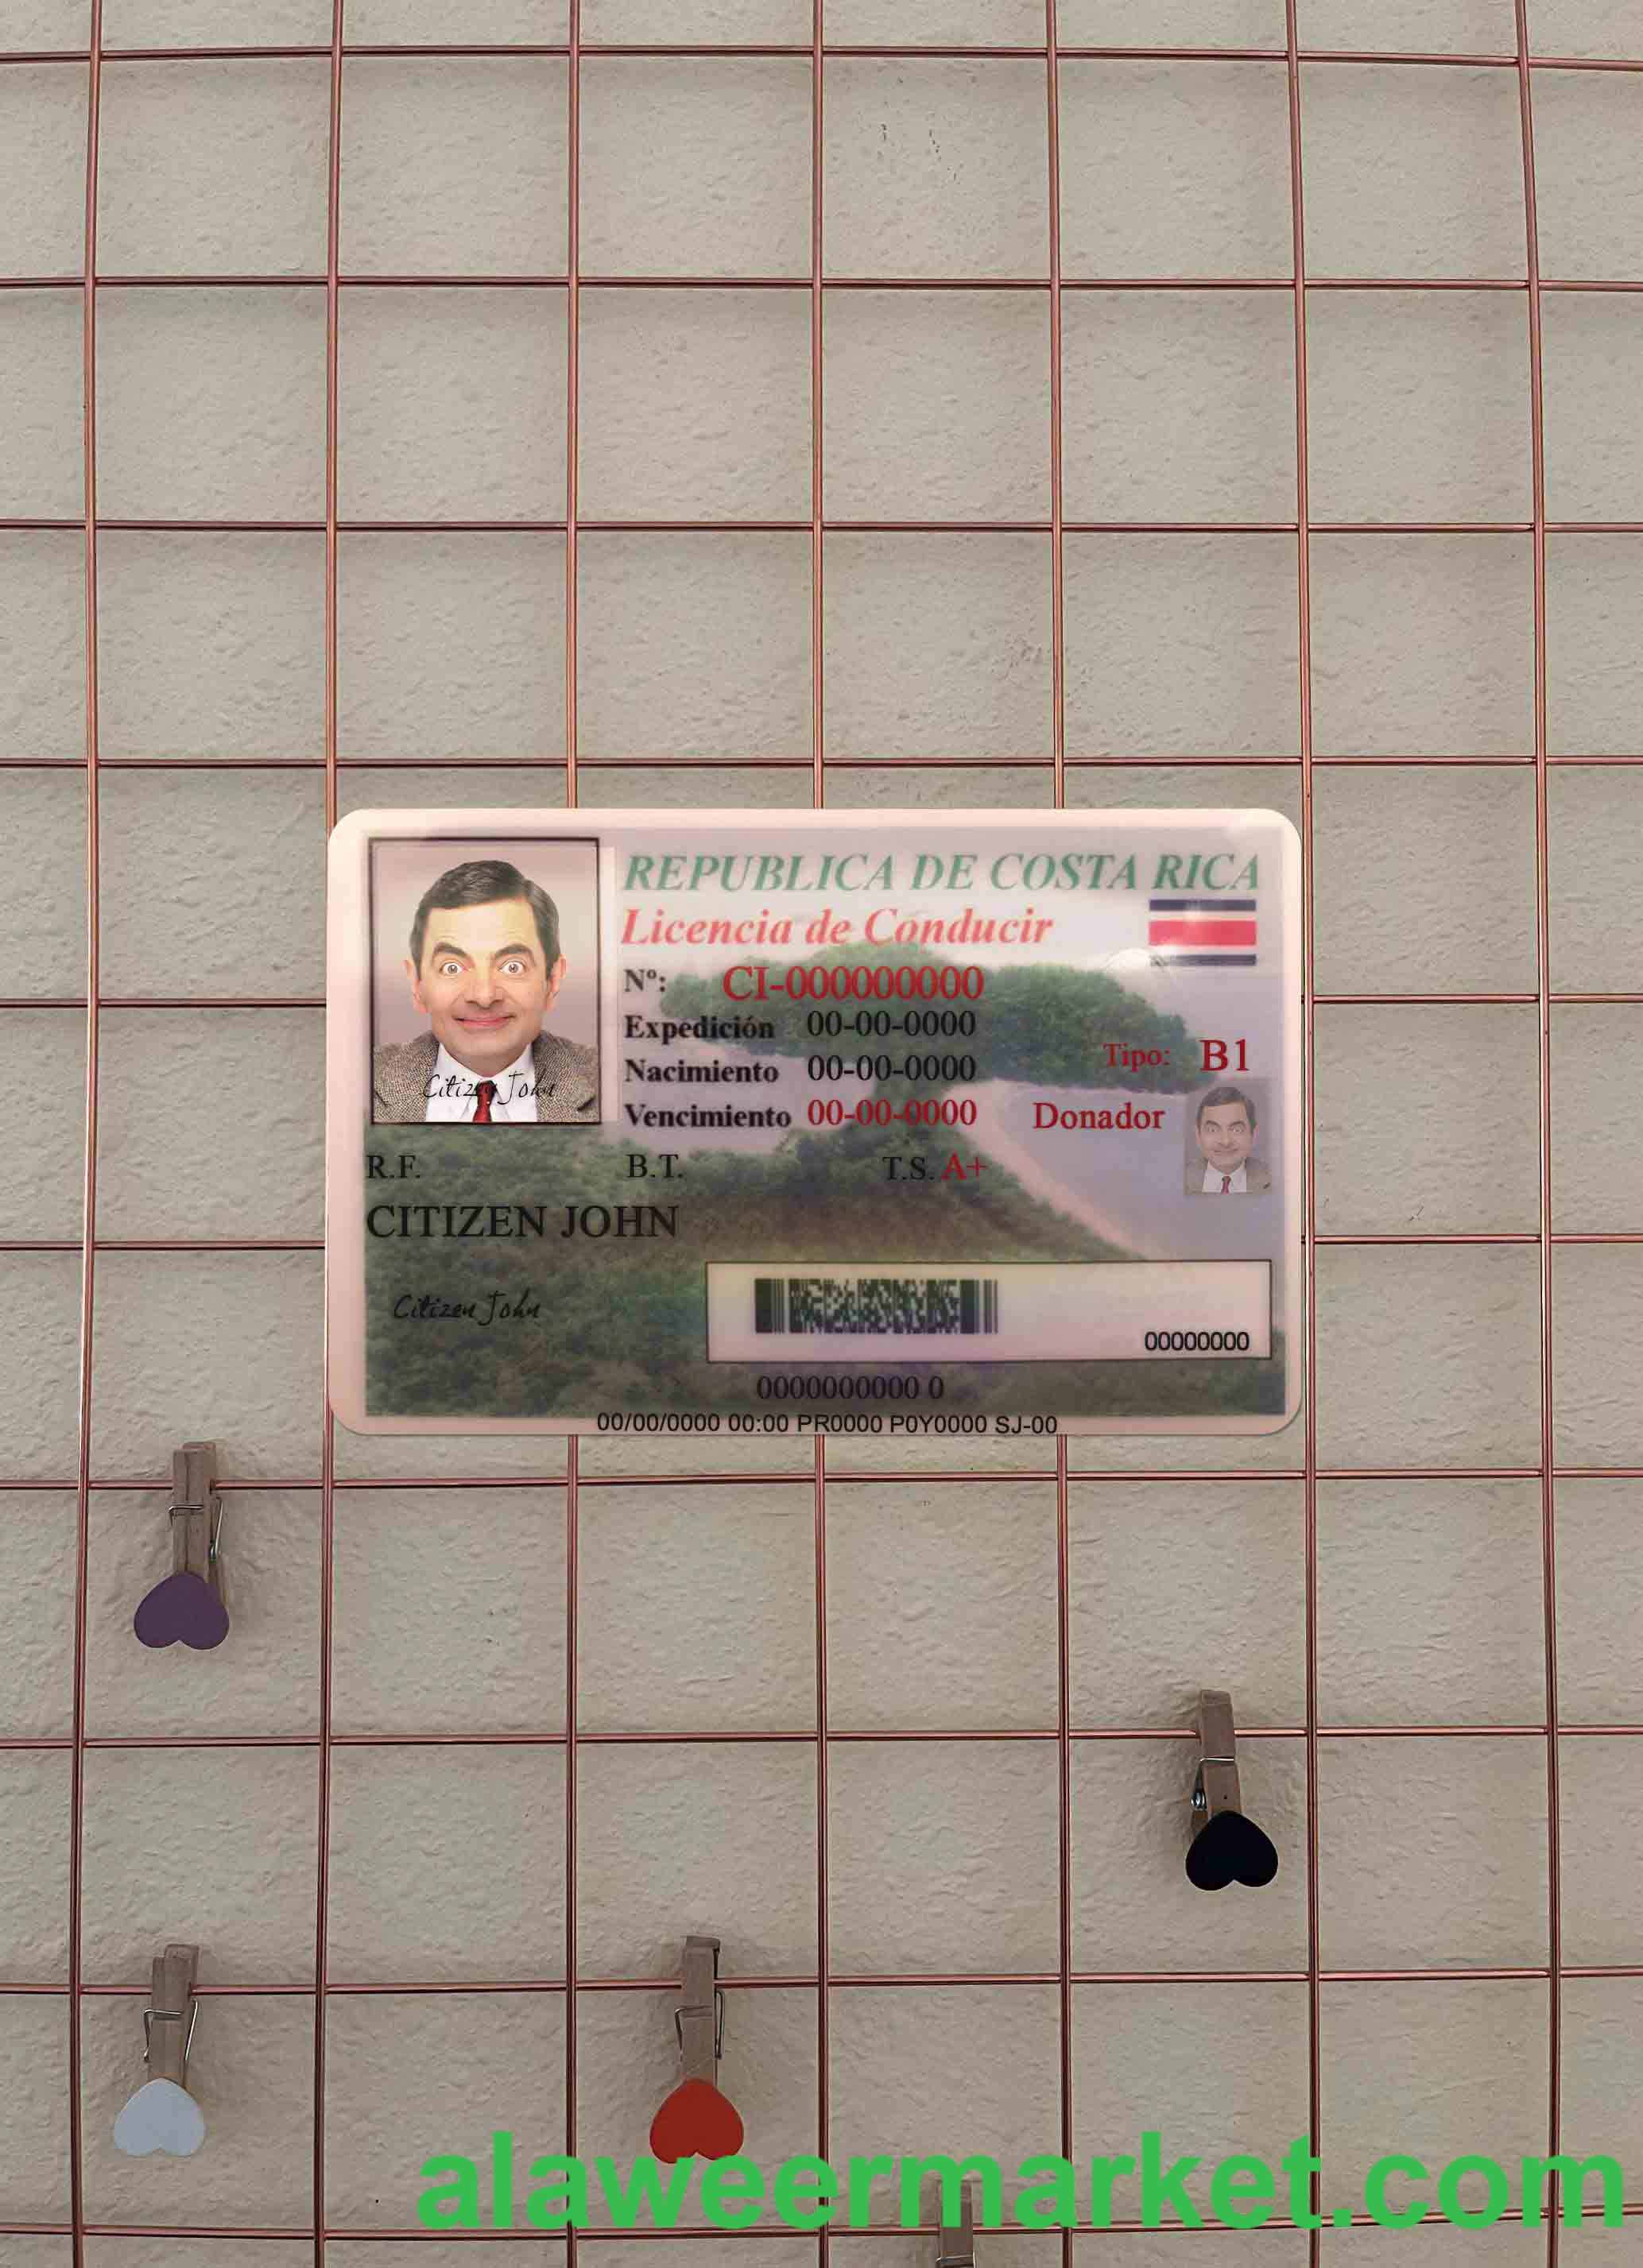 REPUBLICA DE COSTA RICA
Licencia de Conducir
Nº: CI-000000000
Expedición 00-00-0000
Nacimiento 00-00-0000
Tipo: B1
Vencimiento 00-00-0000
Donador
Citizen John
R.F. B.T. T.S. A+
CITIZEN JOHN
Citizen John
00000000
0000000000 0
00/00/0000 00:00 PR0000 P0Y0000 SJ-00
alaweermarket.com